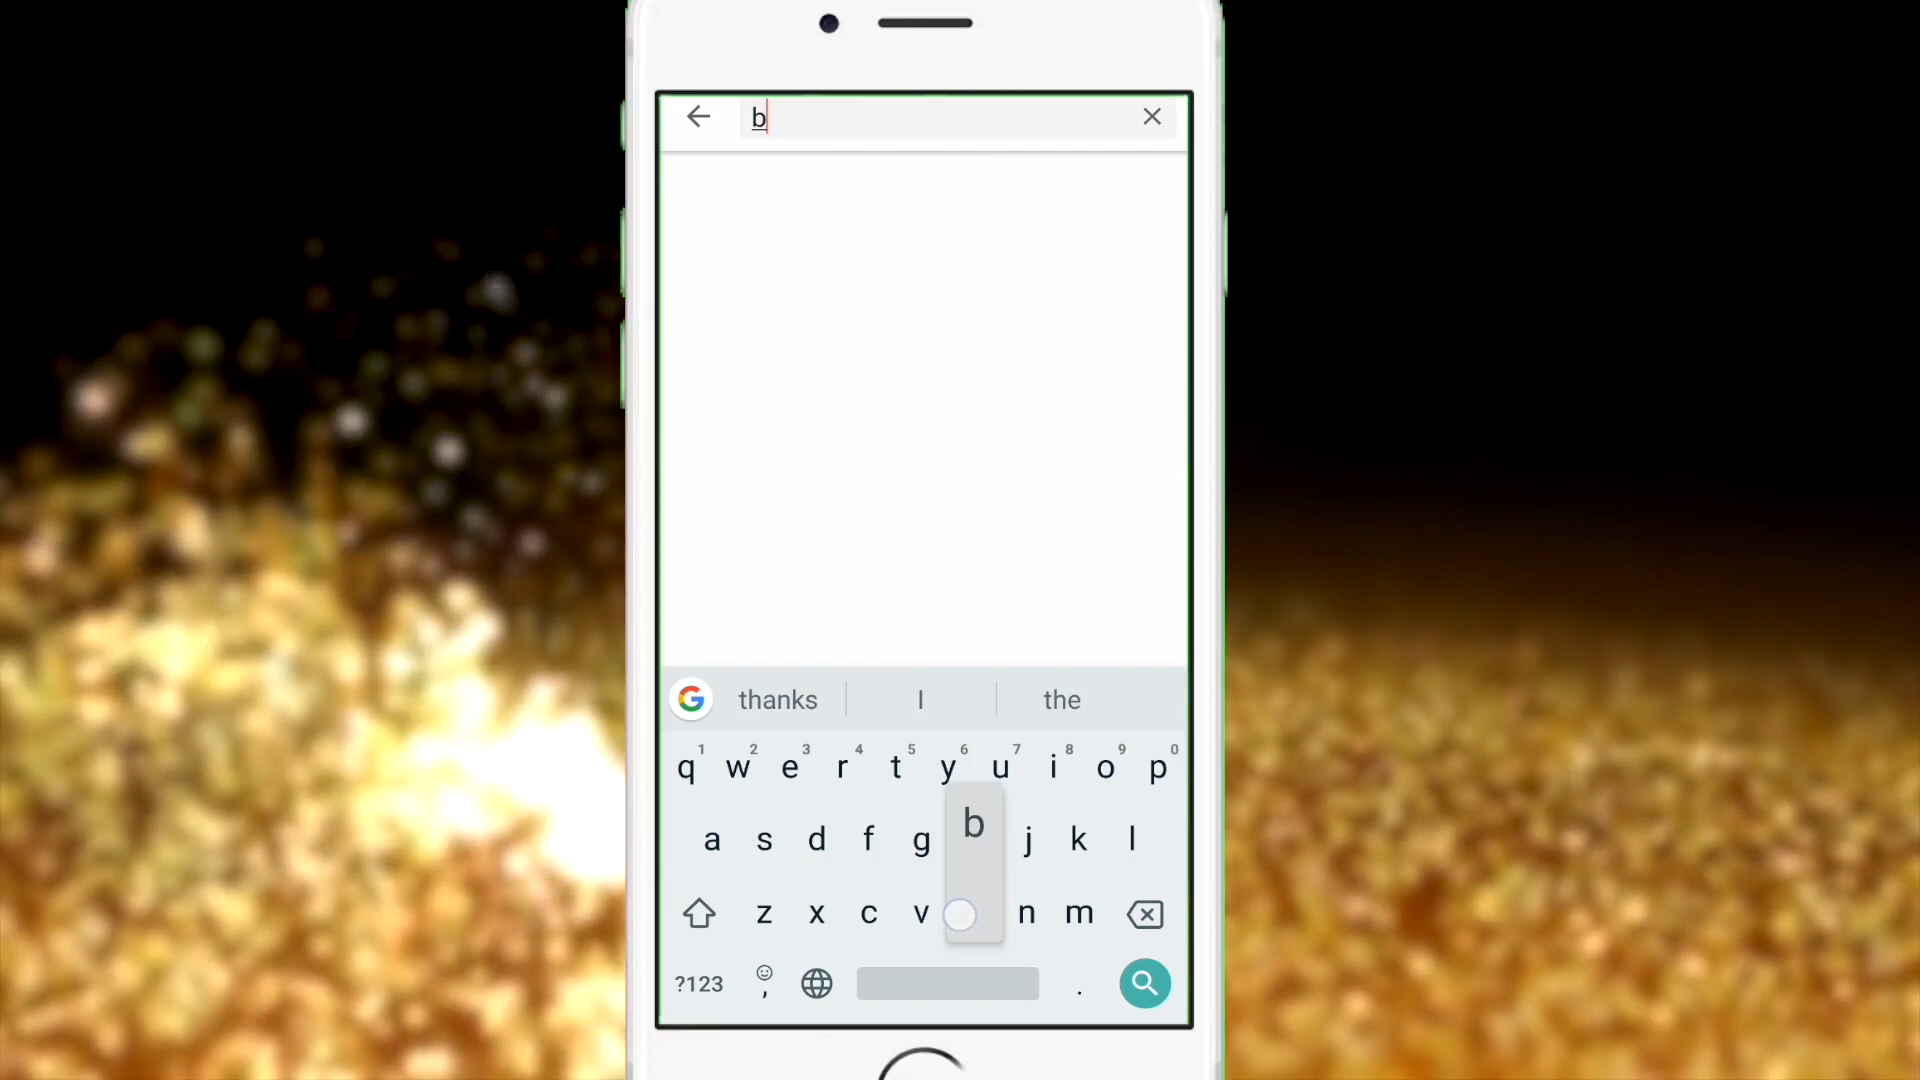 b
thanks I the
1 2 3 4 5 6 7 8 9 0
q w e r t y u i o p
b
a s d f g j k l
z x c v n m
?123 , .